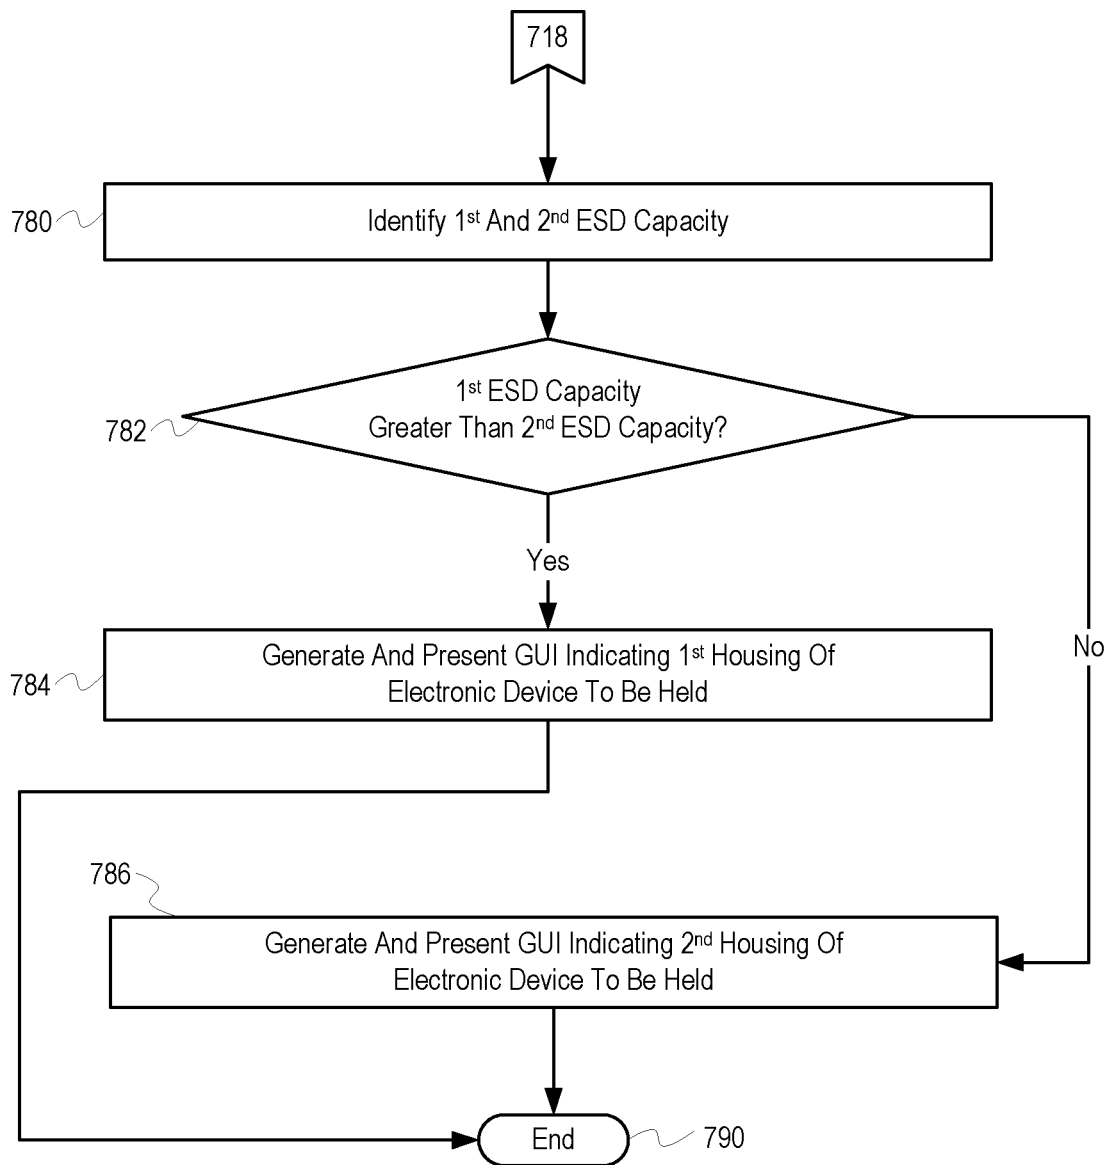 718
780
Identify 1st And 2nd ESD Capacity
1st ESD Capacity
Greater Than 2nd ESD Capacity?
782
Yes
No
Generate And Present GUI Indicating 1st Housing Of
Electronic Device To Be Held
784
786
Generate And Present GUI Indicating 2nd Housing Of
Electronic Device To Be Held
End
790